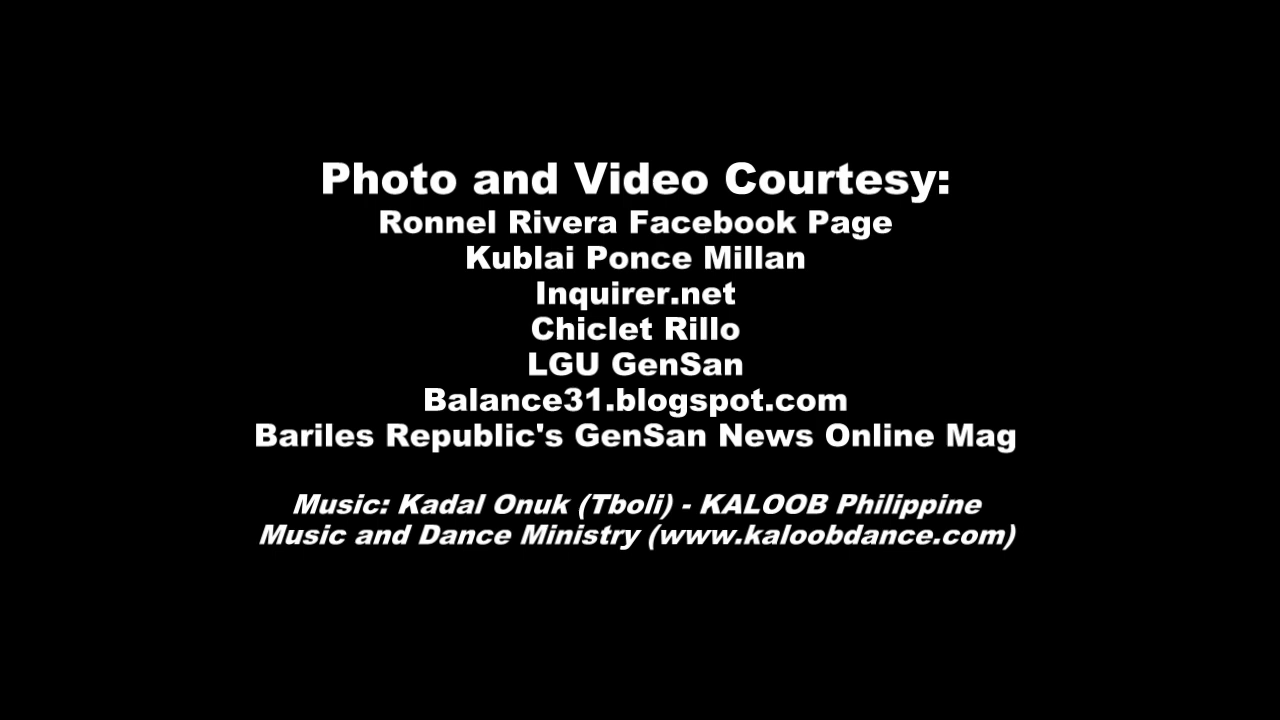 Photo and Video Courtesy:
Ronnel Rivera Facebook Page
Kublai Ponce Millan
Inquirer.net
Chiclet Rillo
LGU GenSan
Balance31.blogspot.com
Bariles Republic's GenSan News Online Mag
Music: Kadal Onuk (Tboli) - KALOOB Philippine
Music and Dance Ministry (www.kaloobdance.com)